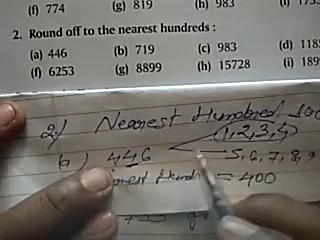 (f) 774 (g) 819 (h) 983
2. Round off to the nearest hundreds :
(a) 446 (b) 719 (c) 983 (d) 118
(f) 6253 (g) 8899 (h) 15728 (i) 189
2.) Nearest Hundred 100
(1,2,3,4)
a) 446 5,6,7,8,9
= 400